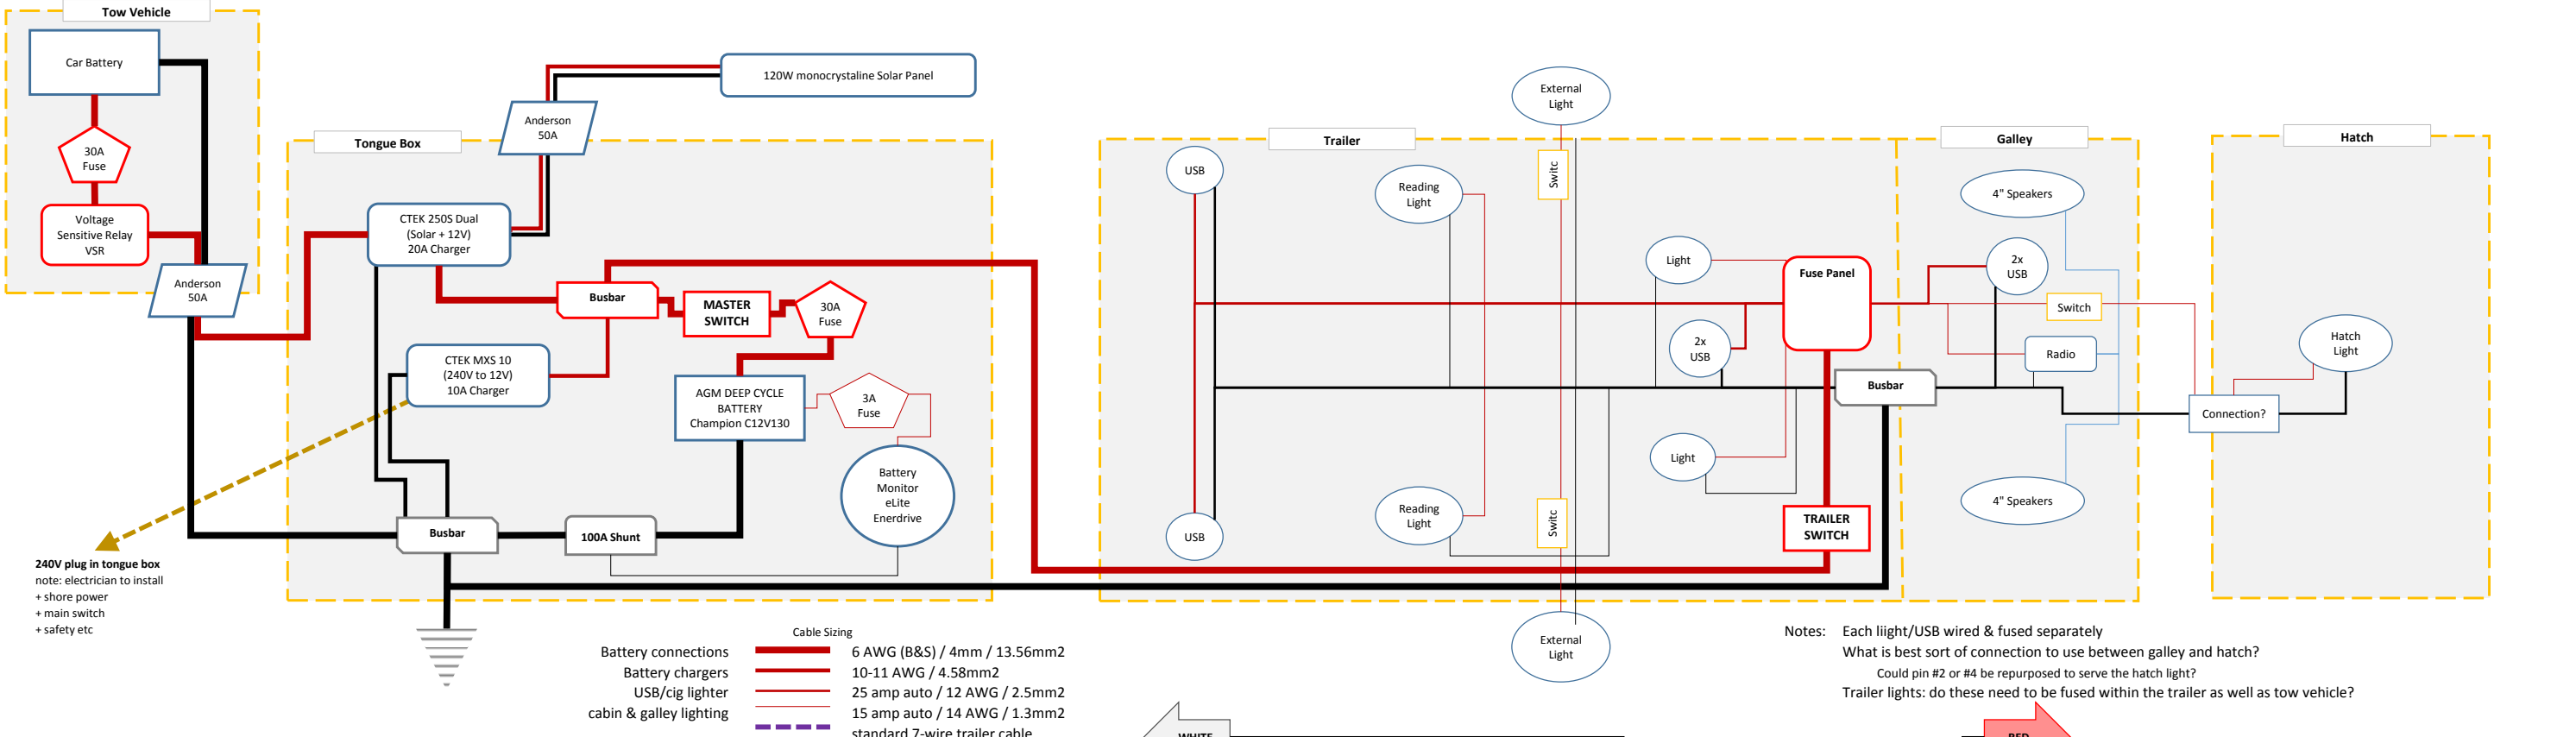 Tow Vehicle
Car Battery
30A
Fuse
Voltage
Sensitive Relay
VSR
Anderson
50A
Tongue Box
Anderson
50A
120W monocrystaline Solar Panel
CTEK 250S Dual
(Solar + 12V)
20A Charger
Busbar
MASTER
SWITCH
30A
Fuse
CTEK MXS 10
(240V to 12V)
10A Charger
AGM DEEP CYCLE
BATTERY
Champion C12V130
3A
Fuse
Battery
Monitor
eLite
Enerdrive
Busbar
100A Shunt
240V plug in tongue box
note: electrician to install
+ shore power
+ main switch
+ safety etc
Trailer
External
Light
USB
Reading
Light
Switc
Light
Fuse Panel
2x
USB
Busbar
Light
Reading
Light
Switc
USB
TRAILER
SWITCH
External
Light
Galley
4" Speakers
2x
USB
Switch
Radio
4" Speakers
Hatch
Hatch
Light
Connection?
Cable Sizing
Battery connections 6 AWG (B&S) / 4mm / 13.56mm2
Battery chargers 10-11 AWG / 4.58mm2
USB/cig lighter 25 amp auto / 12 AWG / 2.5mm2
cabin & galley lighting 15 amp auto / 14 AWG / 1.3mm2
standard 7-wire trailer cable
Notes: Each liight/USB wired & fused separately
What is best sort of connection to use between galley and hatch?
Could pin #2 or #4 be repurposed to serve the hatch light?
Trailer lights: do these need to be fused within the trailer as well as tow vehicle?
WHITE
RED